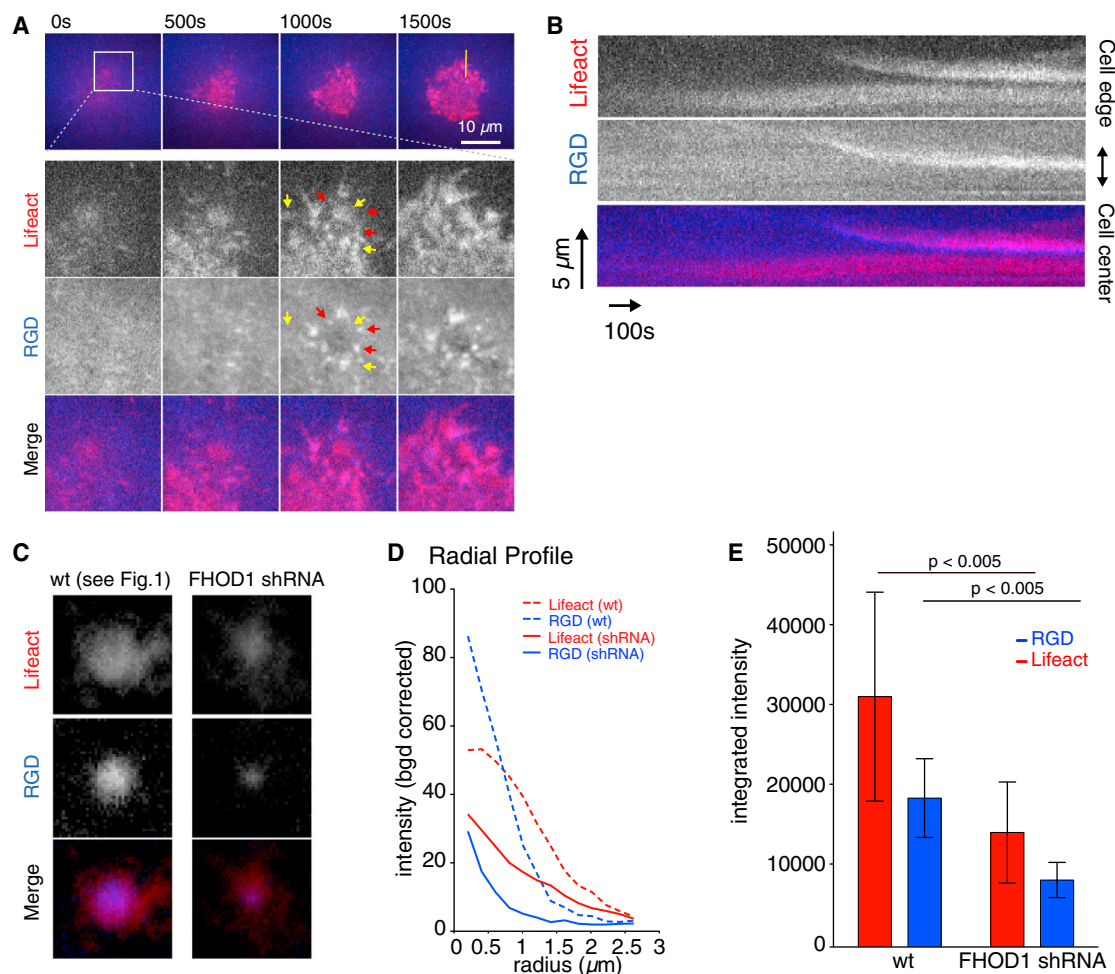 A
0s 500s 1000s 1500s
10 µm
Lifeact
RGD
Merge
B
Lifeact
RGD
Cell edge
Cell center
5 µm
100s
C
wt (see Fig.1) FHOD1 shRNA
Lifeact
RGD
Merge
D Radial Profile
100
80
60
40
20
0
intensity (bgd corrected)
Lifeact (wt)
RGD (wt)
Lifeact (shRNA)
RGD (shRNA)
0 0.5 1 1.5 2 2.5 3
radius (µm)
E
50000
40000
30000
20000
10000
0
integrated intensity
p < 0.005
p < 0.005
RGD
Lifeact
wt FHOD1 shRNA